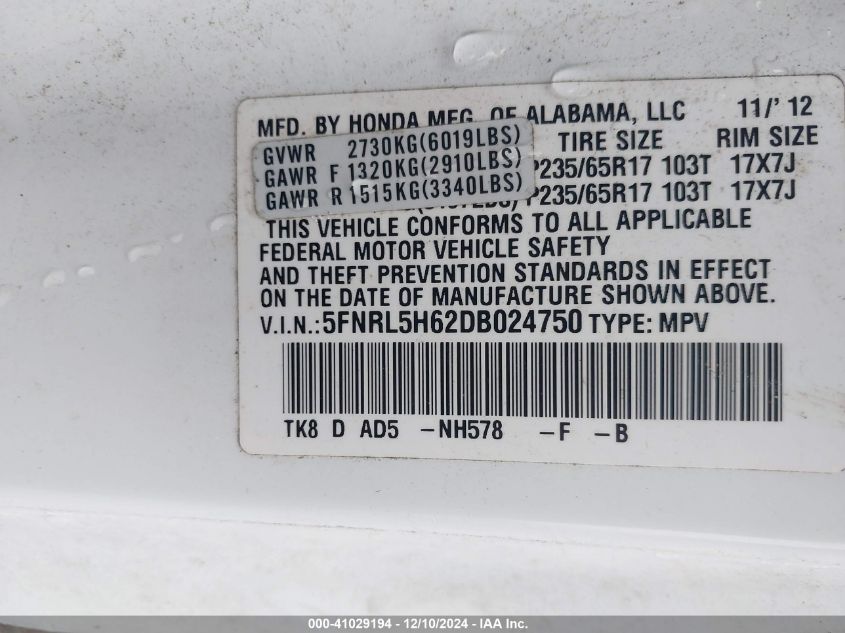 MFD. BY HONDA MFG. OF ALABAMA, LLC 11/'12
TIRE SIZE RIM SIZE
GVWR 2730KG(6019LBS)
GAWR F 1320KG(2910LBS) P235/65R17 103T 17X7J
GAWR R 1515KG(3340LBS) P235/65R17 103T 17X7J
THIS VEHICLE CONFORMS TO ALL APPLICABLE
FEDERAL MOTOR VEHICLE SAFETY
AND THEFT PREVENTION STANDARDS IN EFFECT
ON THE DATE OF MANUFACTURE SHOWN ABOVE.
V.I.N.:5FNRL5H62DB024750 TYPE: MPV
TK8 D AD5 -NH578 -F -B
000-41029194 - 12/10/2024 - IAA Inc.